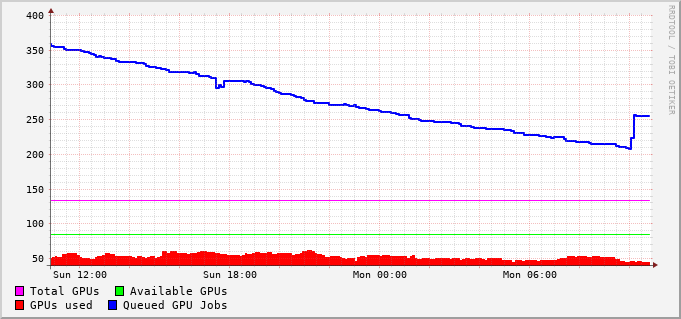 400
350
300
250
200
150
100
50
Sun 12:00 Sun 18:00 Mon 00:00 Mon 06:00
Total GPUs Available GPUs
GPUs used Queued GPU Jobs
RRDTOOL / TOBI OETIKER